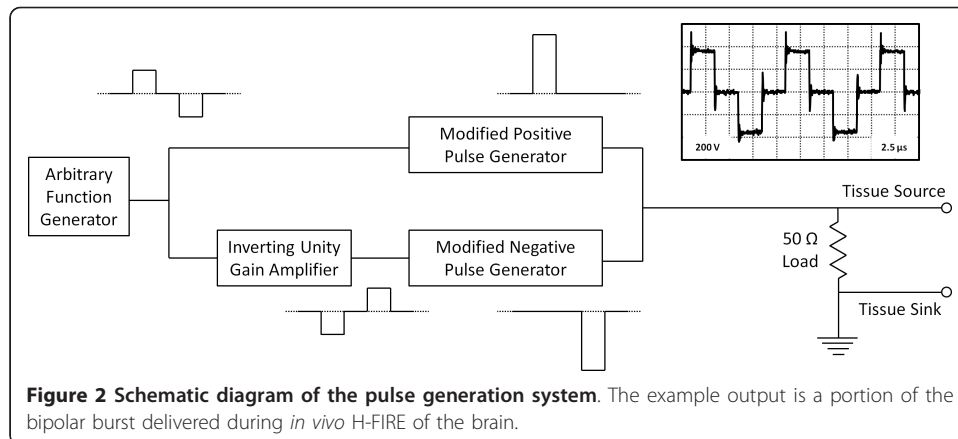 200 V
2.5 µs
Modified Positive
Pulse Generator
Arbitrary
Function
Generator
Tissue Source
Inverting Unity
Gain Amplifier
Modified Negative
Pulse Generator
50 Ω
Load
Tissue Sink
Figure 2 Schematic diagram of the pulse generation system. The example output is a portion of the
bipolar burst delivered during in vivo H-FIRE of the brain.